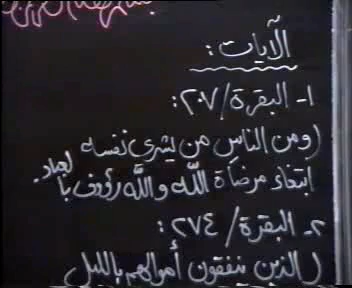 الآيات :
١- البقرة/٢٠٧ :
(ومن الناس من يشري نفسه
ابتغاء مرضاة الله والله رؤوف بالعباد.
٢- البقرة/ ٢٧٤ :
(الذين ينفقون أموالهم بالليل